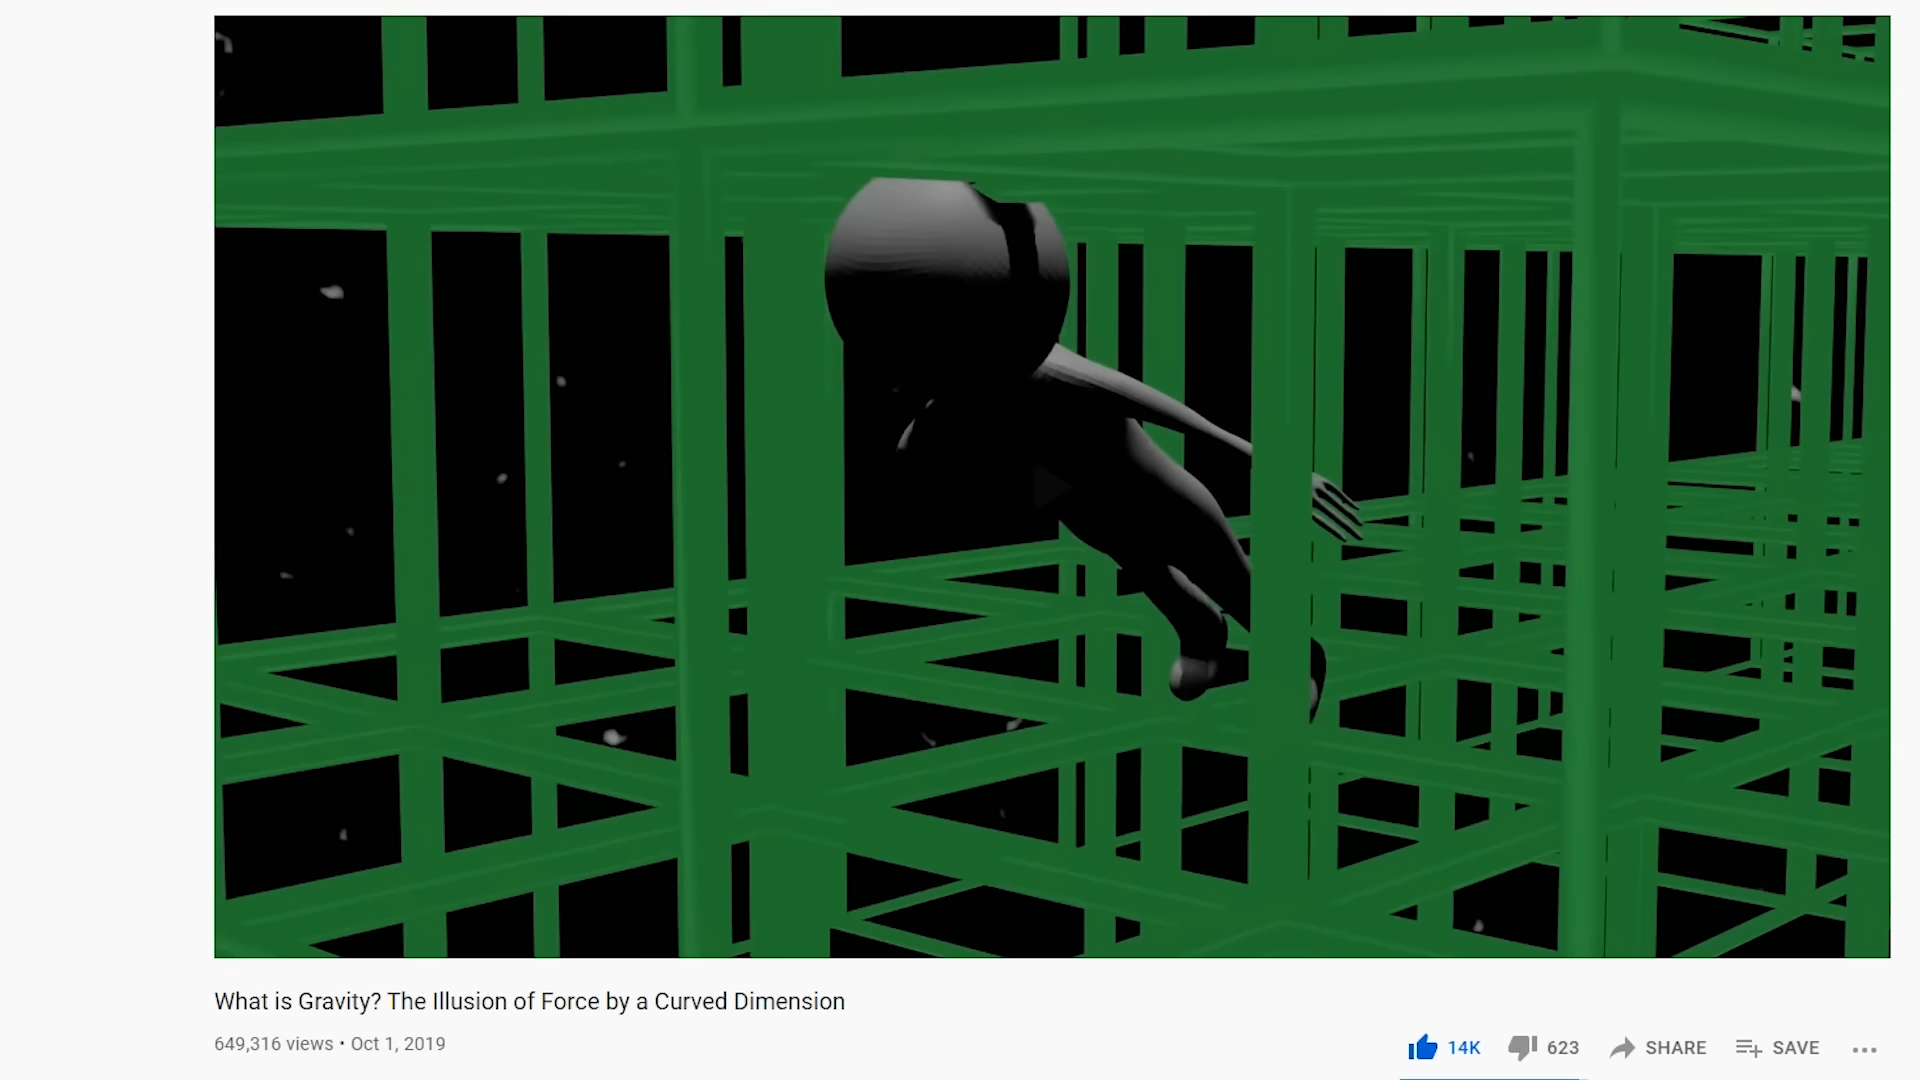 What is Gravity? The Illusion of Force by a Curved Dimension
649,316 views • Oct 1, 2019
14K 623 SHARE SAVE